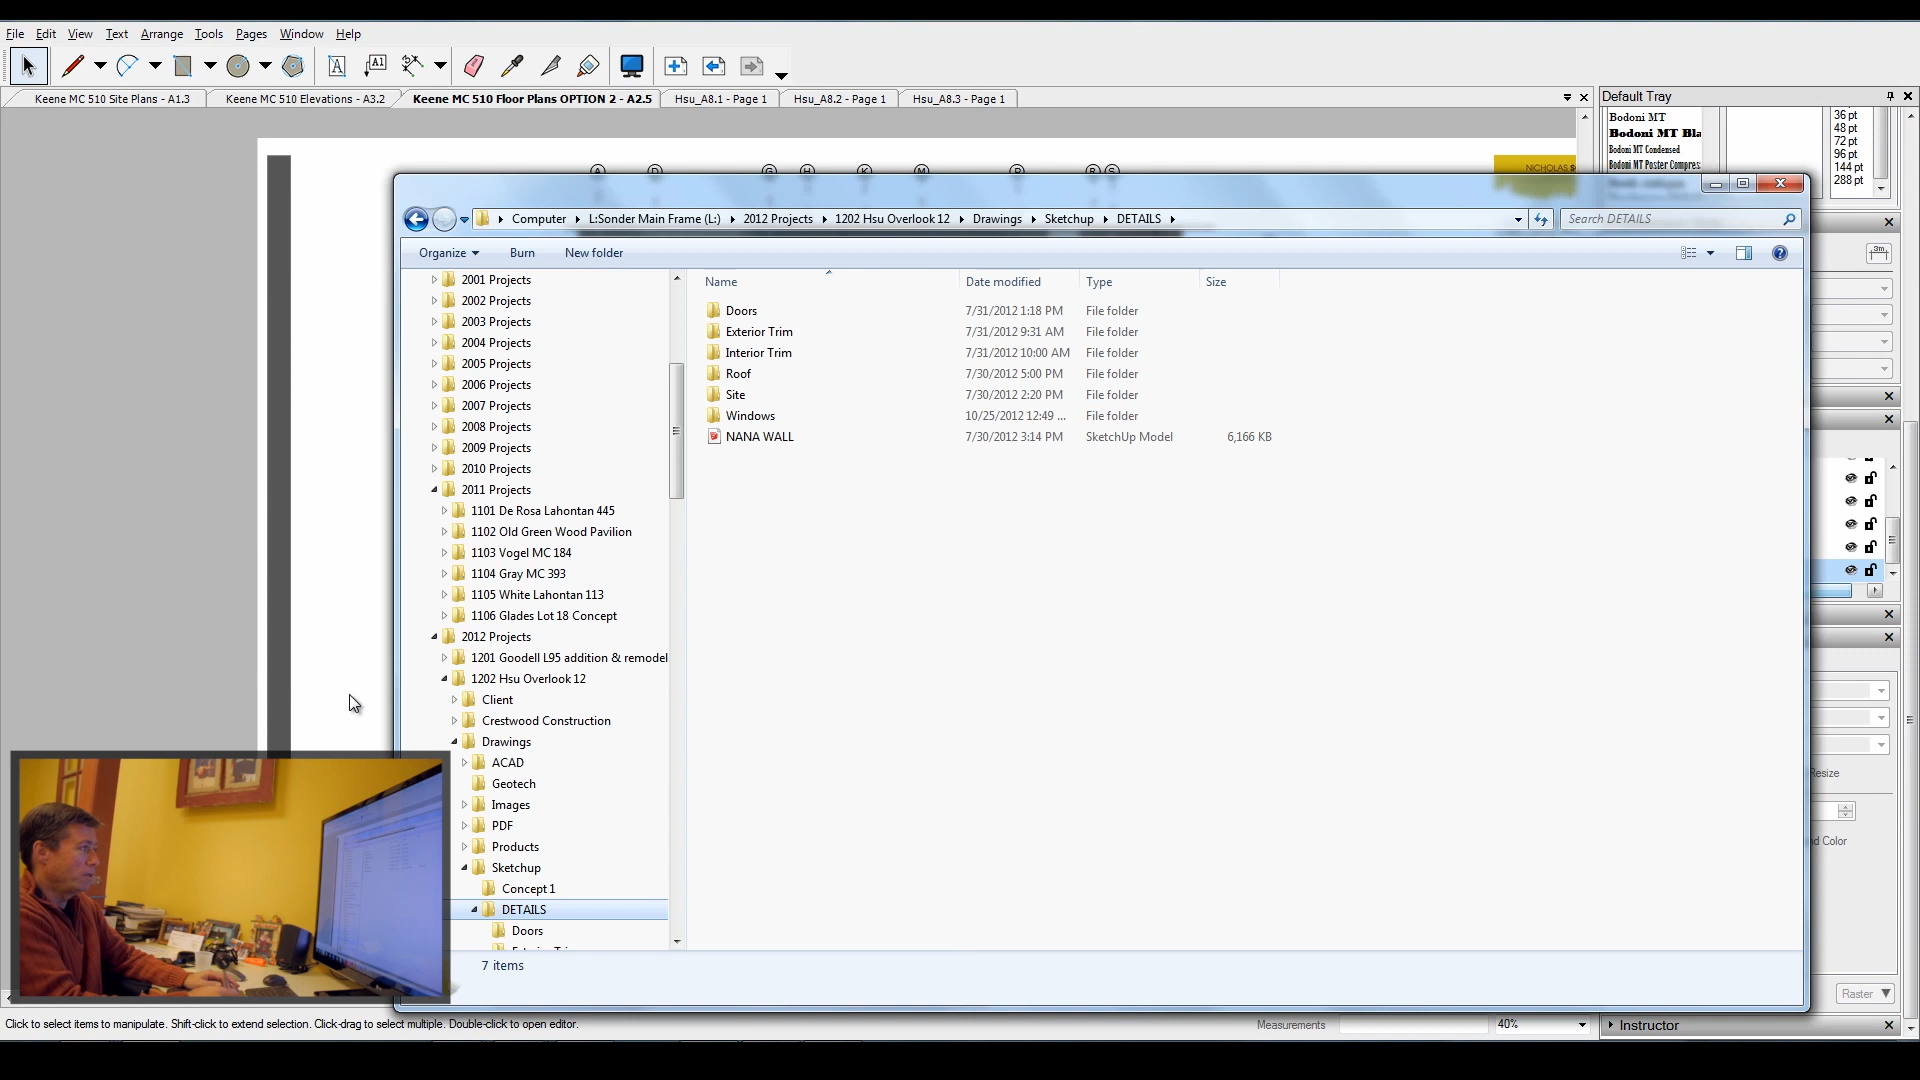 File Edit View Text Arrange Tools Pages Window Help
Keene MC 510 Site Plans - A1.3
Keene MC 510 Elevations - A3.2
Keene MC 510 Floor Plans OPTION 2 - A2.5
Hsu_A8.1 - Page 1
Hsu_A8.2 - Page 1
Hsu_A8.3 - Page 1
Default Tray
Bodoni MT
Bodoni MT Bla
Bodoni MT Condensed
Bodoni MT Poster Compres
36 pt
48 pt
72 pt
96 pt
144 pt
288 pt
A D G H K M P R S
NICHOLAS
Computer L:Sonder Main Frame (L:) 2012 Projects 1202 Hsu Overlook 12 Drawings Sketchup DETAILS
Search DETAILS
Organize Burn New folder
2001 Projects
2002 Projects
2003 Projects
2004 Projects
2005 Projects
2006 Projects
2007 Projects
2008 Projects
2009 Projects
2010 Projects
2011 Projects
1101 De Rosa Lahontan 445
1102 Old Green Wood Pavilion
1103 Vogel MC 184
1104 Gray MC 393
1105 White Lahontan 113
1106 Glades Lot 18 Concept
2012 Projects
1201 Goodell L95 addition & remodel
1202 Hsu Overlook 12
Client
Crestwood Construction
Drawings
ACAD
Geotech
Images
PDF
Products
Sketchup
Concept 1
DETAILS
Doors
Name Date modified Type Size
Doors 7/31/2012 1:18 PM File folder
Exterior Trim 7/31/2012 9:31 AM File folder
Interior Trim 7/31/2012 10:00 AM File folder
Roof 7/30/2012 5:00 PM File folder
Site 7/30/2012 2:20 PM File folder
Windows 10/25/2012 12:49 ... File folder
NANA WALL 7/30/2012 3:14 PM SketchUp Model 6,166 KB
7 items
3m
Resize
d Color
Raster
Instructor
Click to select items to manipulate. Shift-click to extend selection. Click-drag to select multiple. Double-click to open editor.
Measurements
40%